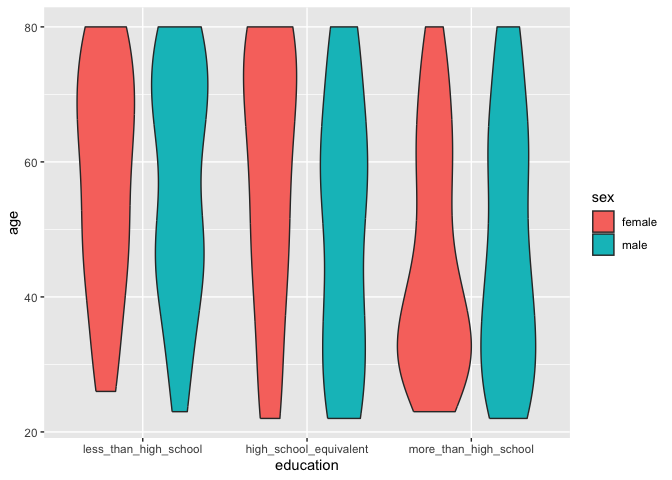 80
60
40
20
age
less_than_high_school high_school_equivalent more_than_high_school
education
sex
female
male